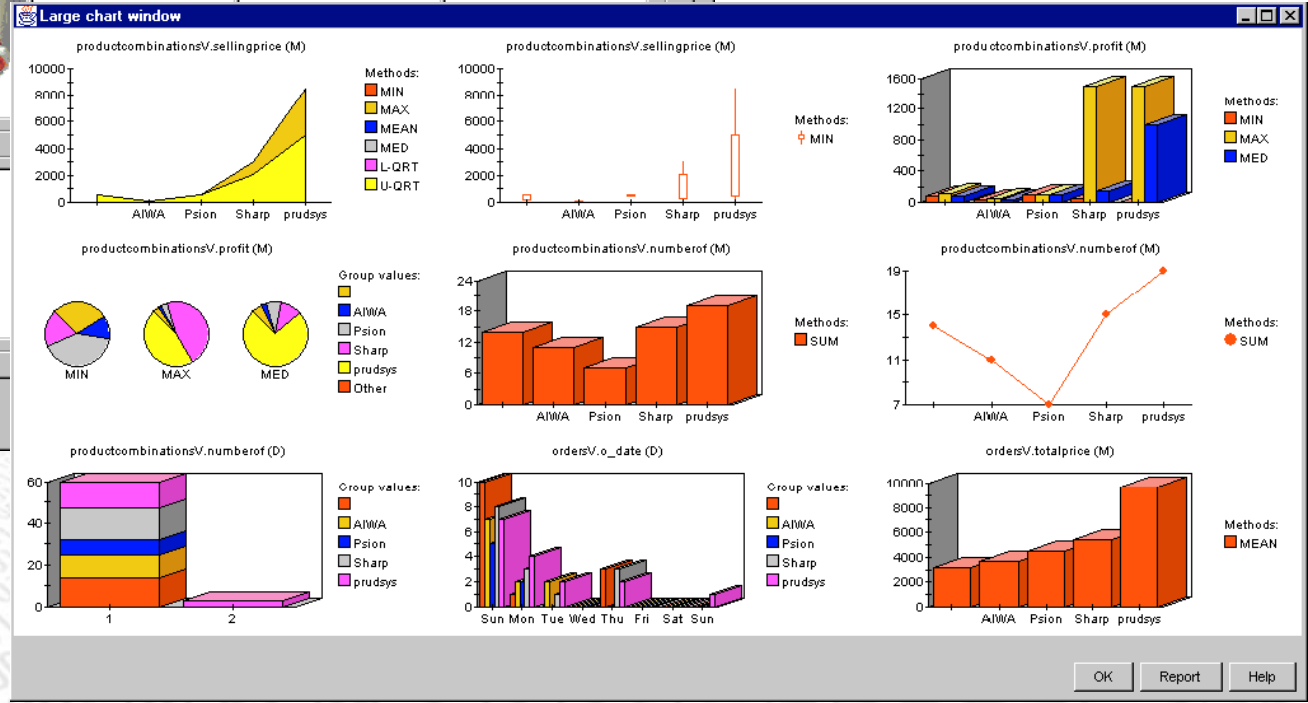 Large chart window
productcombinationsV.sellingprice (M)
10000
8000
6000
4000
2000
0
AIWA Psion Sharp prudsys
Methods:
MIN
MAX
MEAN
MED
L-QRT
U-QRT
productcombinationsV.sellingprice (M)
10000
8000
6000
4000
2000
0
AIWA Psion Sharp prudsys
Methods:
MIN
productcombinationsV.profit (M)
1600
1200
800
400
0
AIWA Psion Sharp prudsys
Methods:
MIN
MAX
MED
productcombinationsV.profit (M)
MIN MAX MED
Group values:
AIWA
Psion
Sharp
prudsys
Other
productcombinationsV.numberof (M)
24
18
12
6
0
AIWA Psion Sharp prudsys
Methods:
SUM
productcombinationsV.numberof (M)
19
15
11
7
AIWA Psion Sharp prudsys
Methods:
SUM
productcombinationsV.numberof (D)
60
40
20
0
1 2
Group values:
AIWA
Psion
Sharp
prudsys
ordersV.o_date (D)
10
8
6
4
2
0
Sun Mon Tue Wed Thu Fri Sat Sun
Group values:
AIWA
Psion
Sharp
prudsys
ordersV.totalprice (M)
10000
8000
6000
4000
2000
0
AIWA Psion Sharp prudsys
Methods:
MEAN
OK Report Help